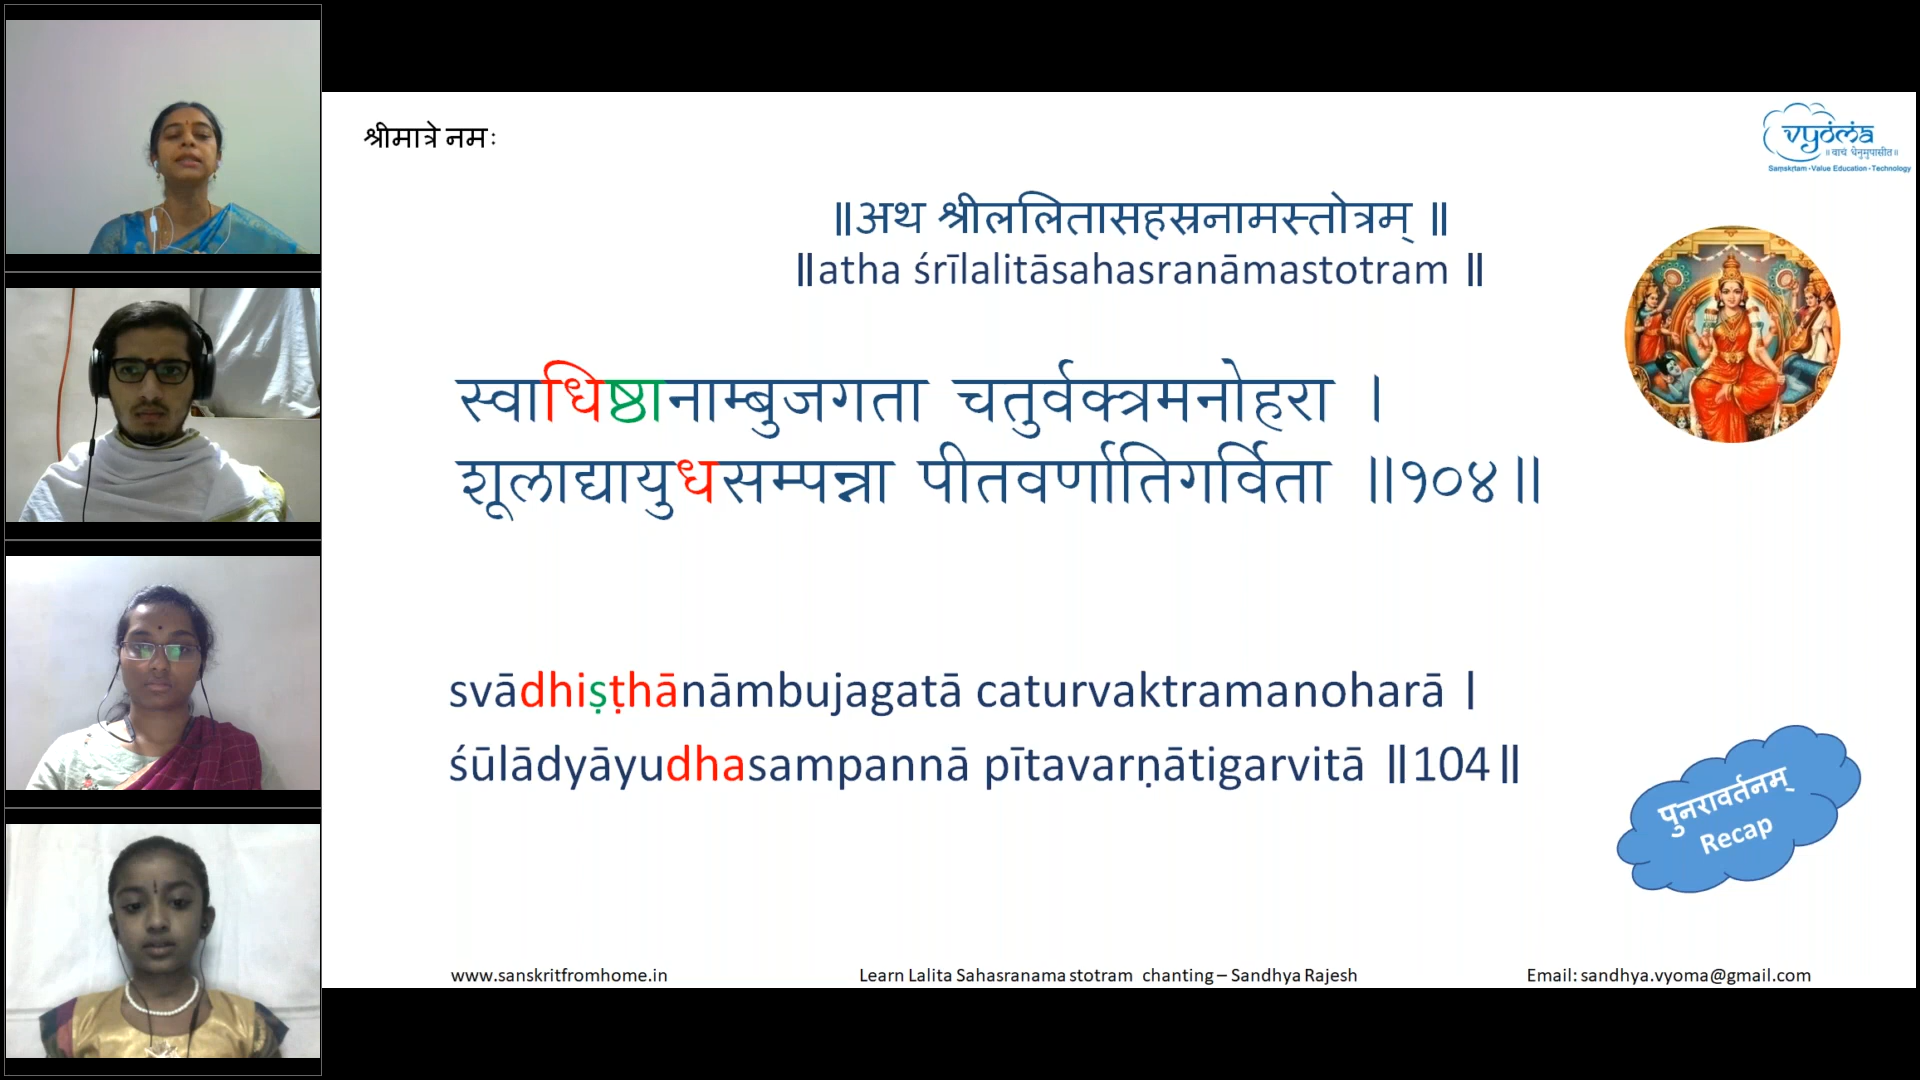 श्रीमात्रे नमः
vyoma
॥ वाचं धेनुमुपासीत॥
Saṃskṛtam - Value Education - Technology
॥अथ श्रीललितासहस्रनामस्तोत्रम् ॥
॥atha śrīlalitāsahasranāmastotram ॥
स्वाधिष्ठानाम्बुजगता चतुर्वक्त्रमनोहरा ।
शूलाद्यायुधसम्पन्ना पीतवर्णातिगर्विता ॥१०४॥
svādhiṣṭhānāmbujagatā caturvaktramanoharā ।
śūlādyāyudhasampannā pītavarṇātigarvitā ॥104॥
पुनरावर्तनम्
Recap
www.sanskritfromhome.in
Learn Lalita Sahasranama stotram chanting – Sandhya Rajesh
Email: sandhya.vyoma@gmail.com